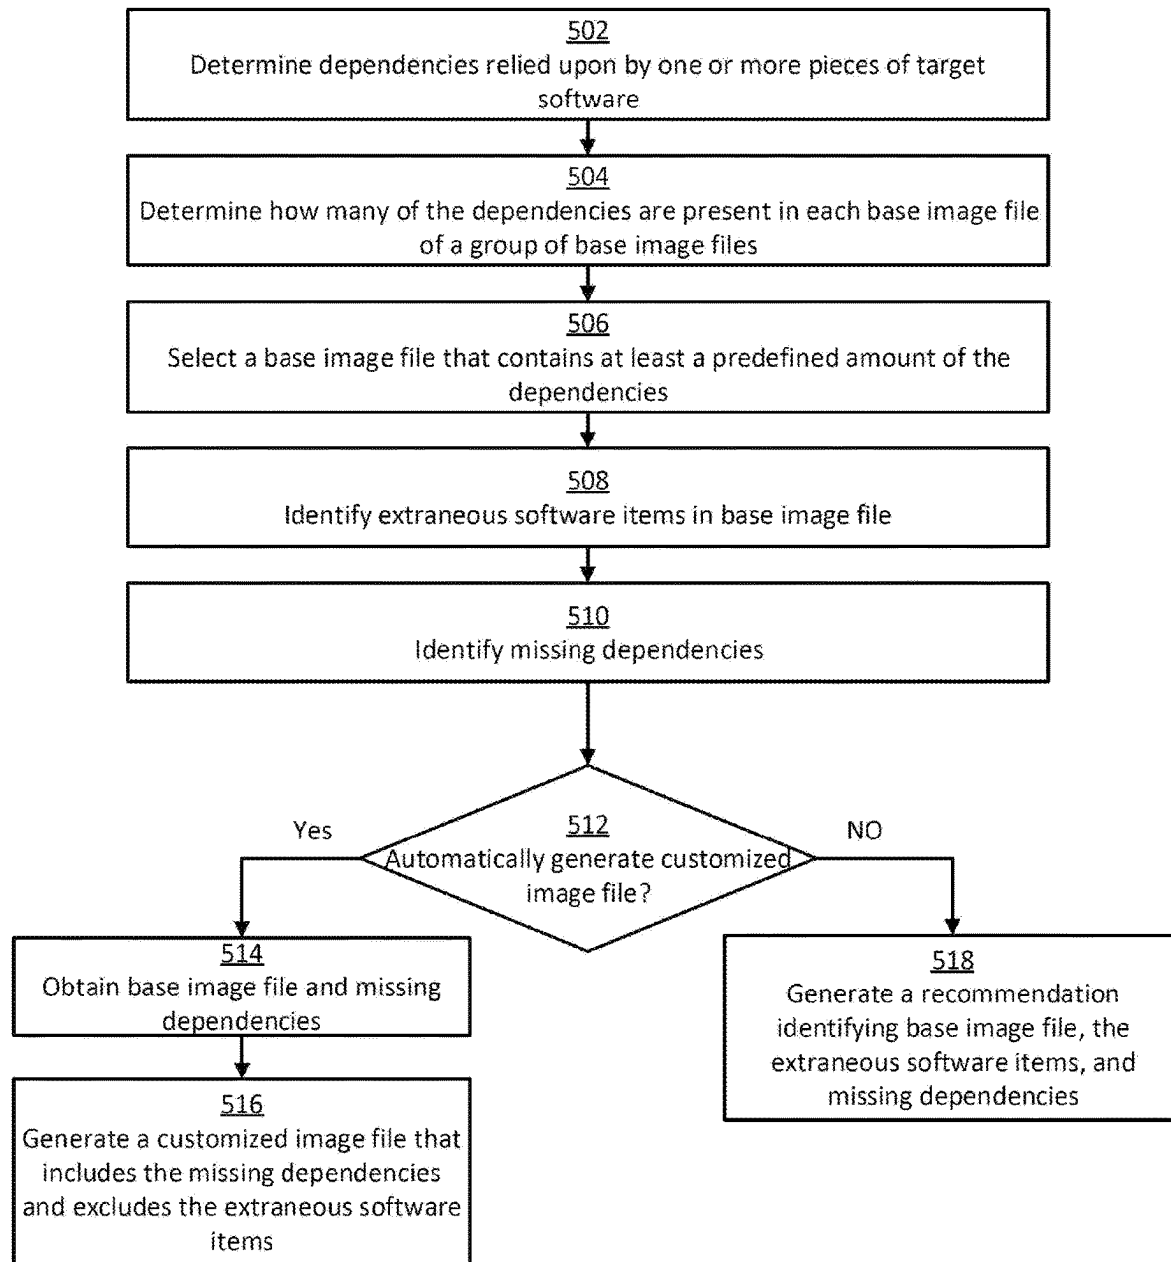 502
Determine dependencies relied upon by one or more pieces of target
software
504
Determine how many of the dependencies are present in each base image file
of a group of base image files
506
Select a base image file that contains at least a predefined amount of the
dependencies
508
Identify extraneous software items in base image file
510
Identify missing dependencies
512
Automatically generate customized
image file?
Yes
NO
514
Obtain base image file and missing
dependencies
516
Generate a customized image file that
includes the missing dependencies
and excludes the extraneous software
items
518
Generate a recommendation
identifying base image file, the
extraneous software items, and
missing dependencies